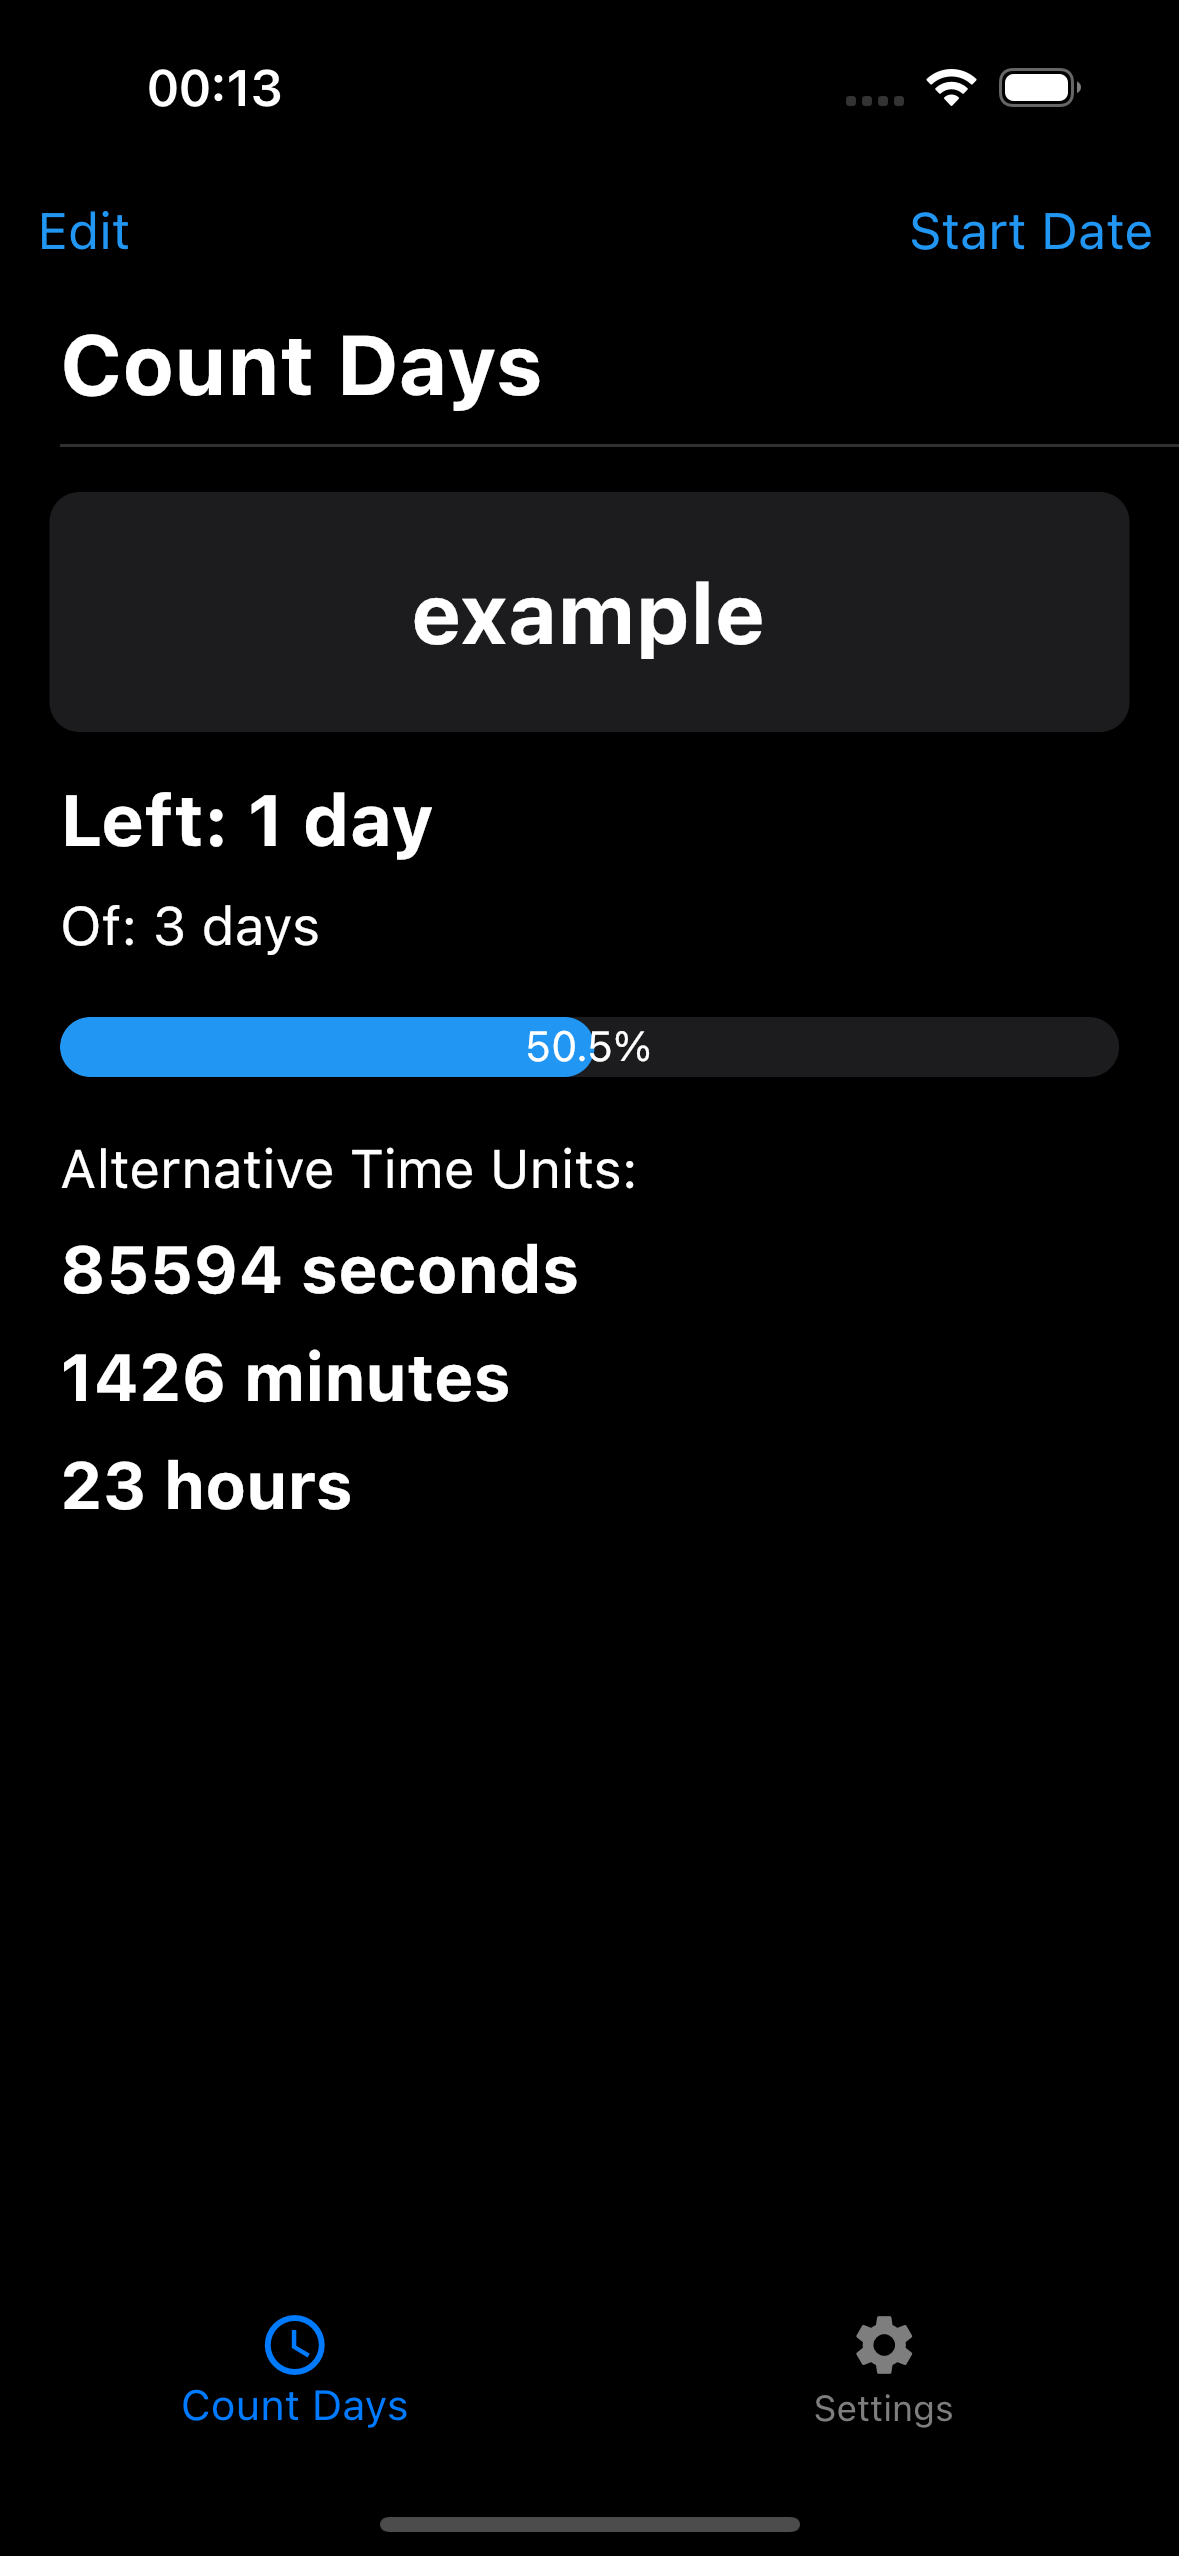 00:13
Edit
Start Date
Count Days
example
Left: 1 day
Of: 3 days
50.5%
Alternative Time Units:
85594 seconds
1426 minutes
23 hours
Count Days
Settings